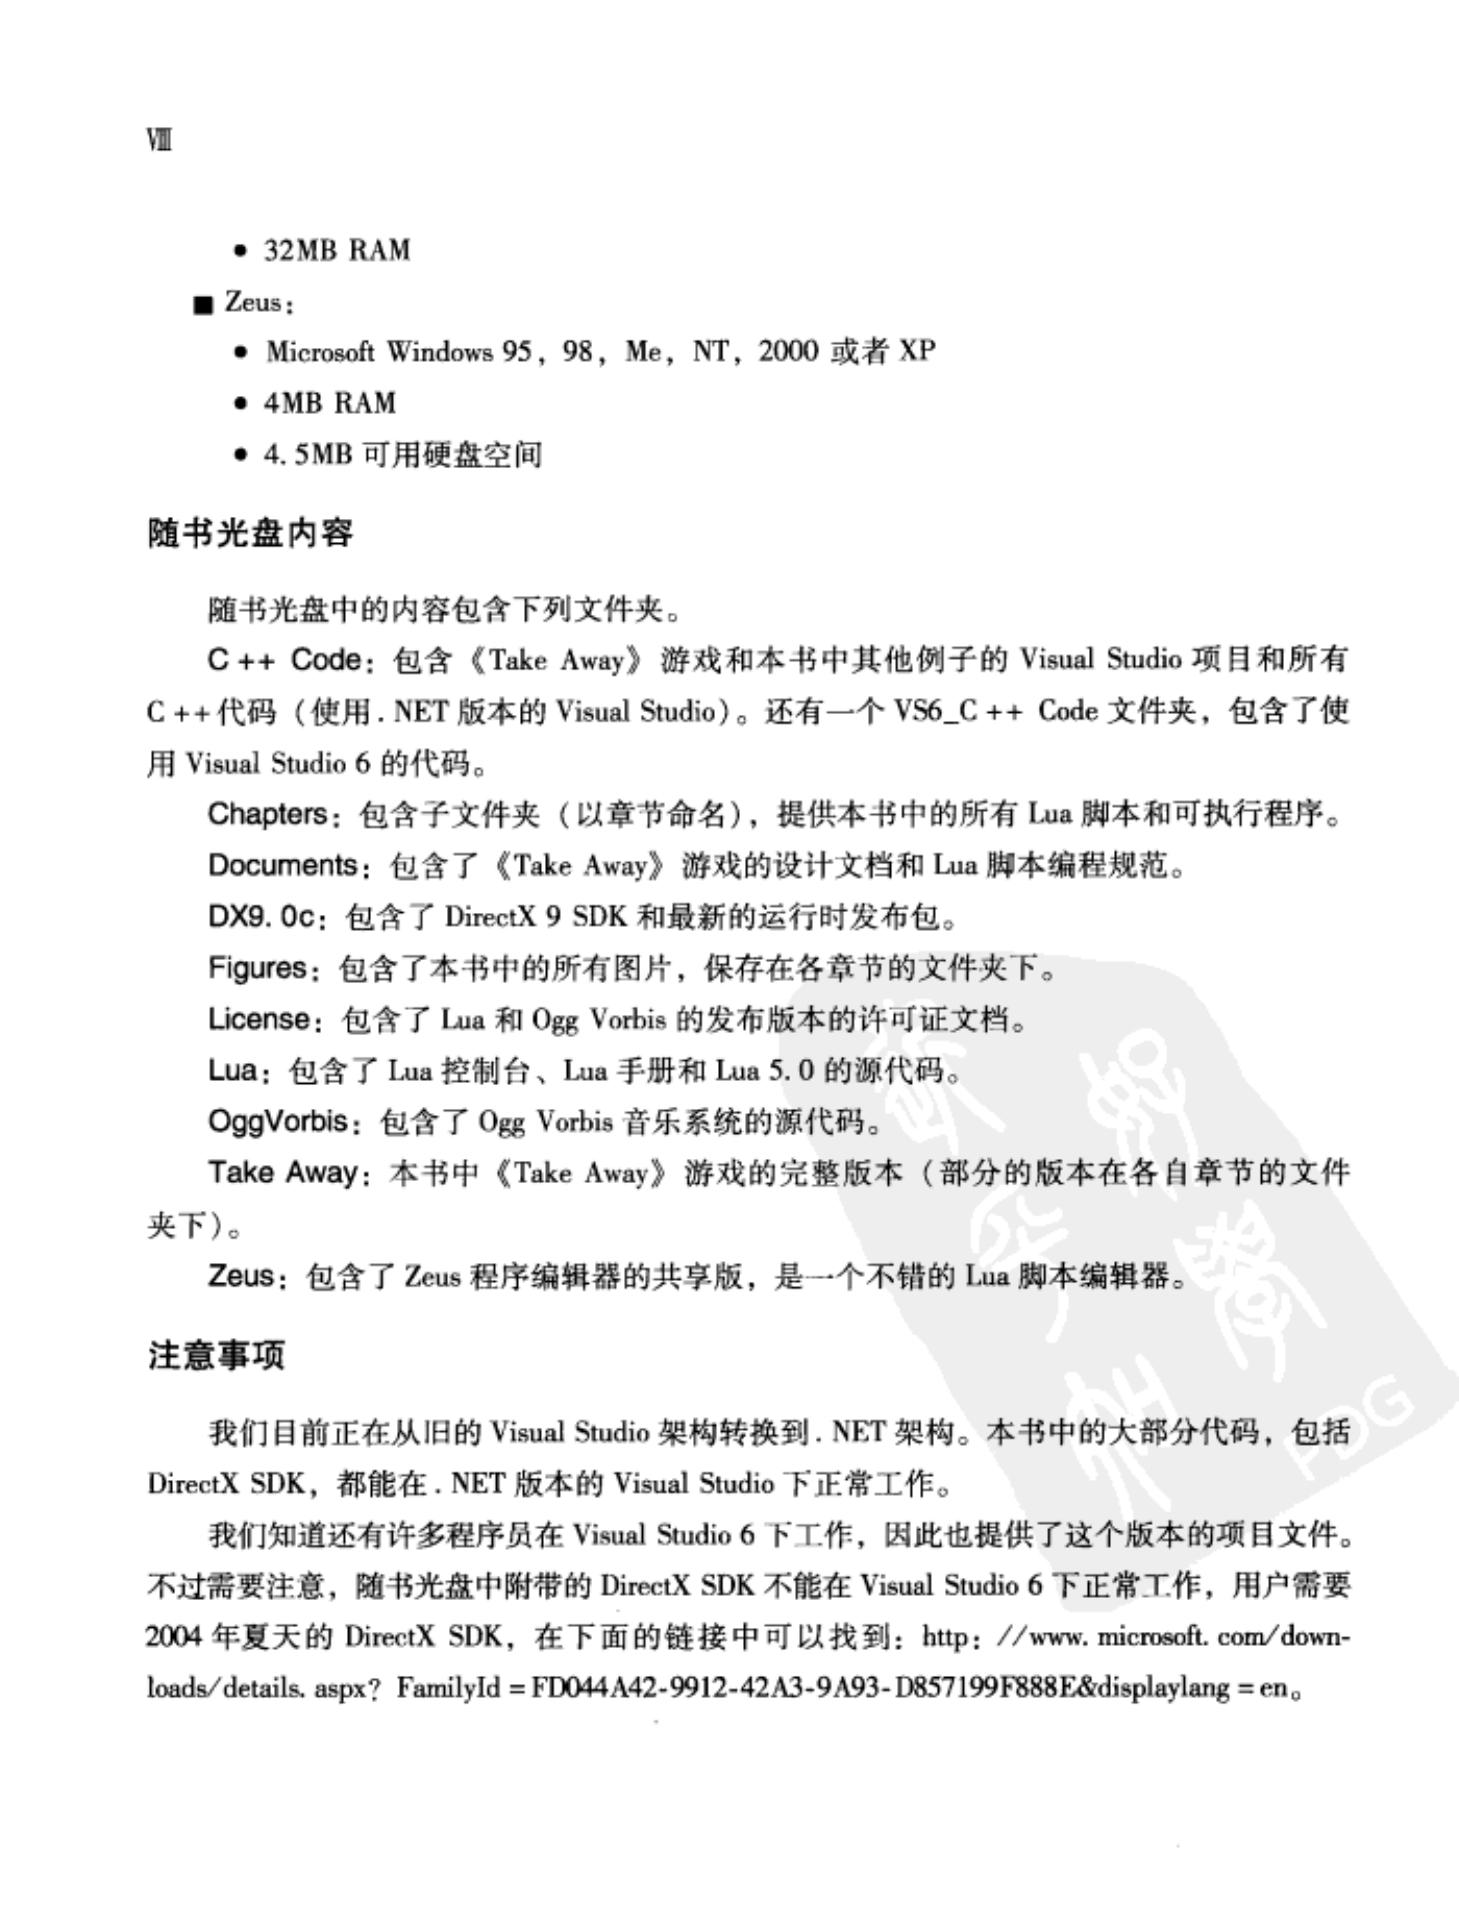 Ⅷ
● 32MB RAM
■ Zeus：
● Microsoft Windows 95，98，Me，NT，2000 或者 XP
● 4MB RAM
● 4. 5MB 可用硬盘空间
随书光盘内容
随书光盘中的内容包含下列文件夹。
C ++ Code：包含《Take Away》游戏和本书中其他例子的 Visual Studio 项目和所有
C ++代码（使用. NET 版本的 Visual Studio）。还有一个 VS6_C ++ Code 文件夹，包含了使
用 Visual Studio 6 的代码。
Chapters：包含子文件夹（以章节命名），提供本书中的所有 Lua 脚本和可执行程序。
Documents：包含了《Take Away》游戏的设计文档和 Lua 脚本编程规范。
DX9. 0c：包含了 DirectX 9 SDK 和最新的运行时发布包。
Figures：包含了本书中的所有图片，保存在各章节的文件夹下。
License：包含了 Lua 和 Ogg Vorbis 的发布版本的许可证文档。
Lua：包含了 Lua 控制台、Lua 手册和 Lua 5. 0 的源代码。
OggVorbis：包含了 Ogg Vorbis 音乐系统的源代码。
Take Away：本书中《Take Away》游戏的完整版本（部分的版本在各自章节的文件
夹下）。
Zeus：包含了 Zeus 程序编辑器的共享版，是一个不错的 Lua 脚本编辑器。
注意事项
我们目前正在从旧的 Visual Studio 架构转换到. NET 架构。本书中的大部分代码，包括
DirectX SDK，都能在 . NET 版本的 Visual Studio 下正常工作。
我们知道还有许多程序员在 Visual Studio 6 下工作，因此也提供了这个版本的项目文件。
不过需要注意，随书光盘中附带的 DirectX SDK 不能在 Visual Studio 6 下正常工作，用户需要
2004 年夏天的 DirectX SDK，在下面的链接中可以找到：http：//www. microsoft. com/down-
loads/details. aspx？FamilyId = FD044A42-9912-42A3-9A93-D857199F888E&displaylang = en。
PDG